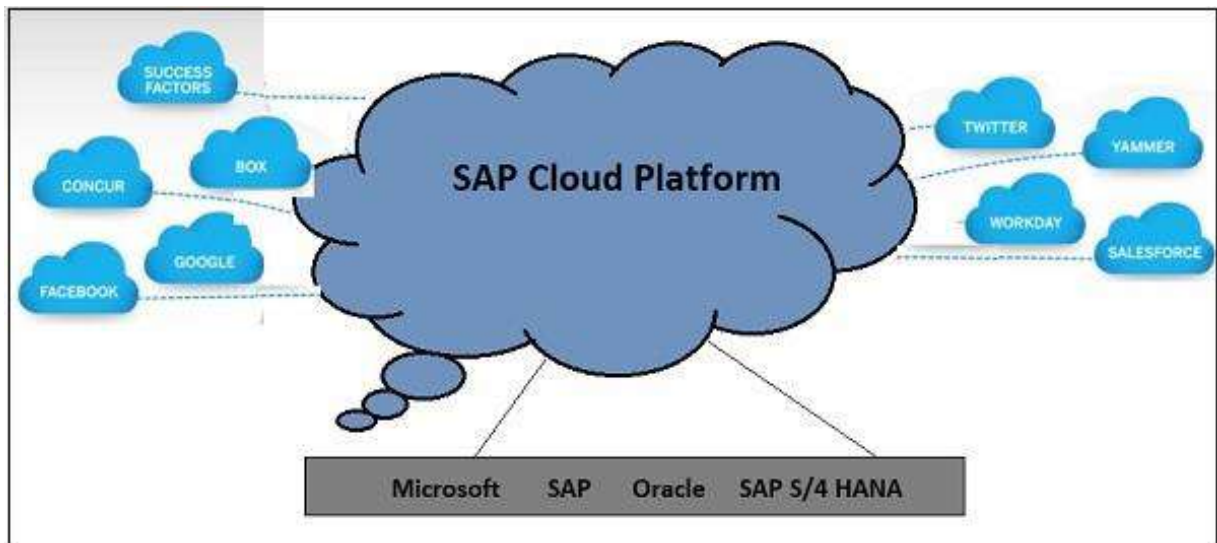 SUCCESS
FACTORS
BOX
CONCUR
GOOGLE
FACEBOOK
SAP Cloud Platform
TWITTER
YAMMER
WORKDAY
SALESFORCE
Microsoft SAP Oracle SAP S/4 HANA